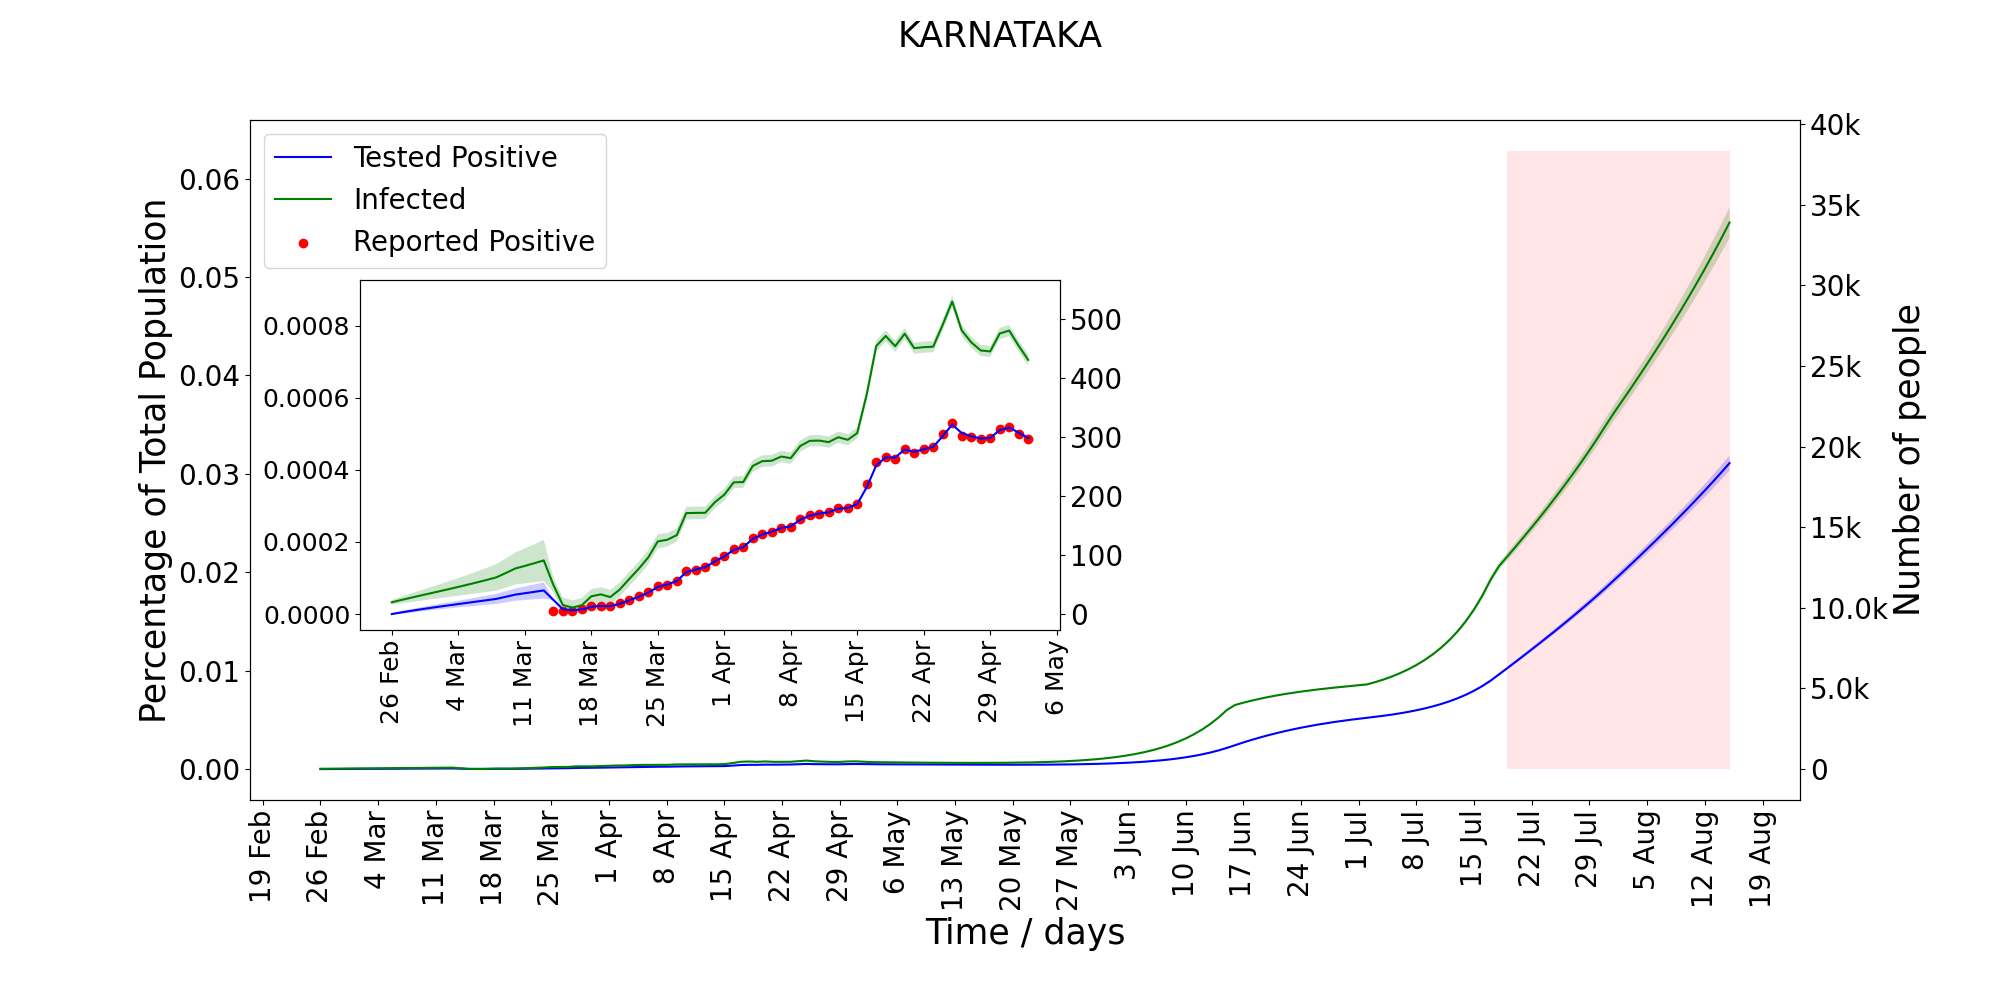 KARNATAKA
Tested Positive
Infected
Reported Positive
Percentage of Total Population
0.06
0.05
0.04
0.03
0.02
0.01
0.00
0.0008
0.0006
0.0004
0.0002
0.0000
500
400
300
200
100
0
26 Feb
4 Mar
11 Mar
18 Mar
25 Mar
1 Apr
8 Apr
15 Apr
22 Apr
29 Apr
6 May
40k
35k
30k
25k
20k
15k
10.0k
5.0k
0
Number of people
19 Feb
26 Feb
4 Mar
11 Mar
18 Mar
25 Mar
1 Apr
8 Apr
15 Apr
22 Apr
29 Apr
6 May
13 May
20 May
27 May
3 Jun
10 Jun
17 Jun
24 Jun
1 Jul
8 Jul
15 Jul
22 Jul
29 Jul
5 Aug
12 Aug
19 Aug
Time / days